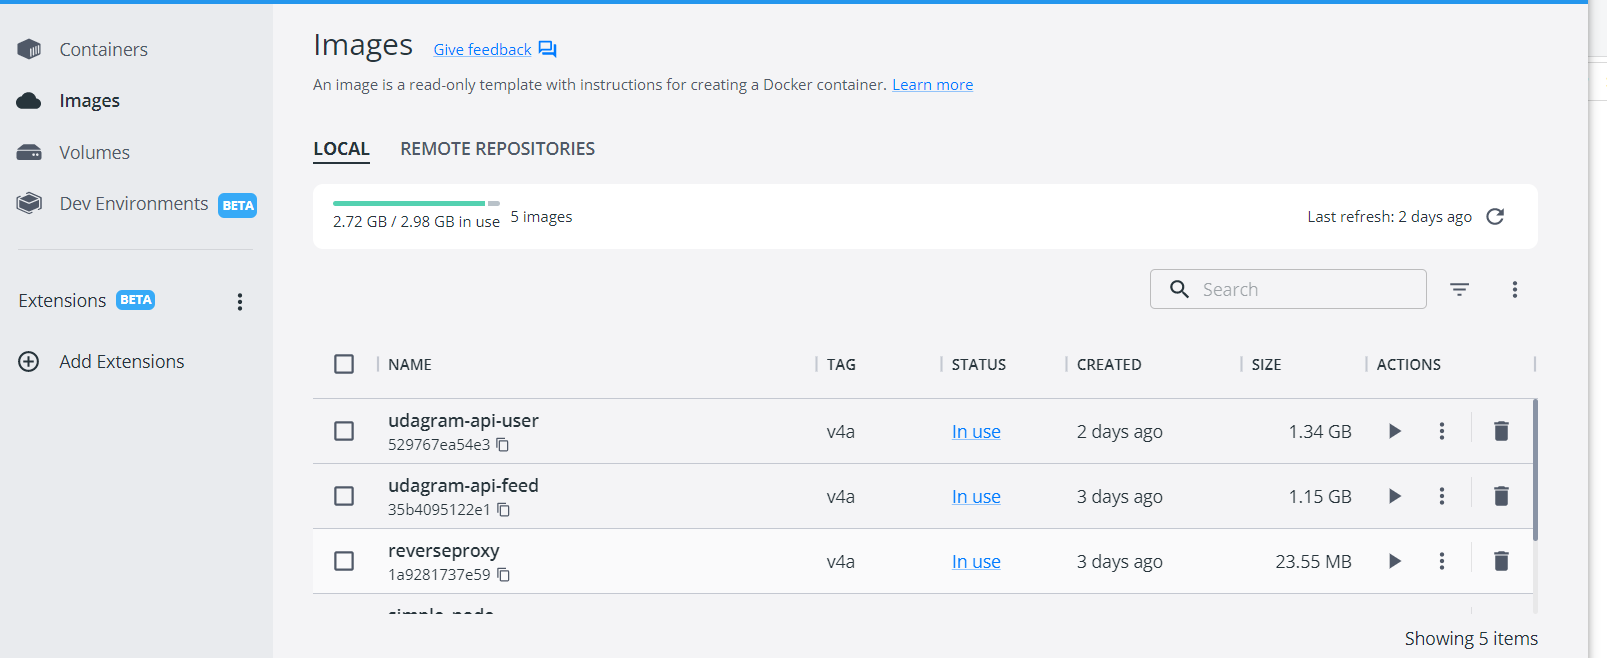 Containers
Images
Volumes
Dev Environments BETA
Extensions BETA
Add Extensions
Images Give feedback
An image is a read-only template with instructions for creating a Docker container. Learn more
LOCAL REMOTE REPOSITORIES
2.72 GB / 2.98 GB in use 5 images Last refresh: 2 days ago
Search
NAME TAG STATUS CREATED SIZE ACTIONS
udagram-api-user
529767ea54e3 v4a In use 2 days ago 1.34 GB
udagram-api-feed
35b4095122e1 v4a In use 3 days ago 1.15 GB
reverseproxy
1a9281737e59 v4a In use 3 days ago 23.55 MB
Showing 5 items